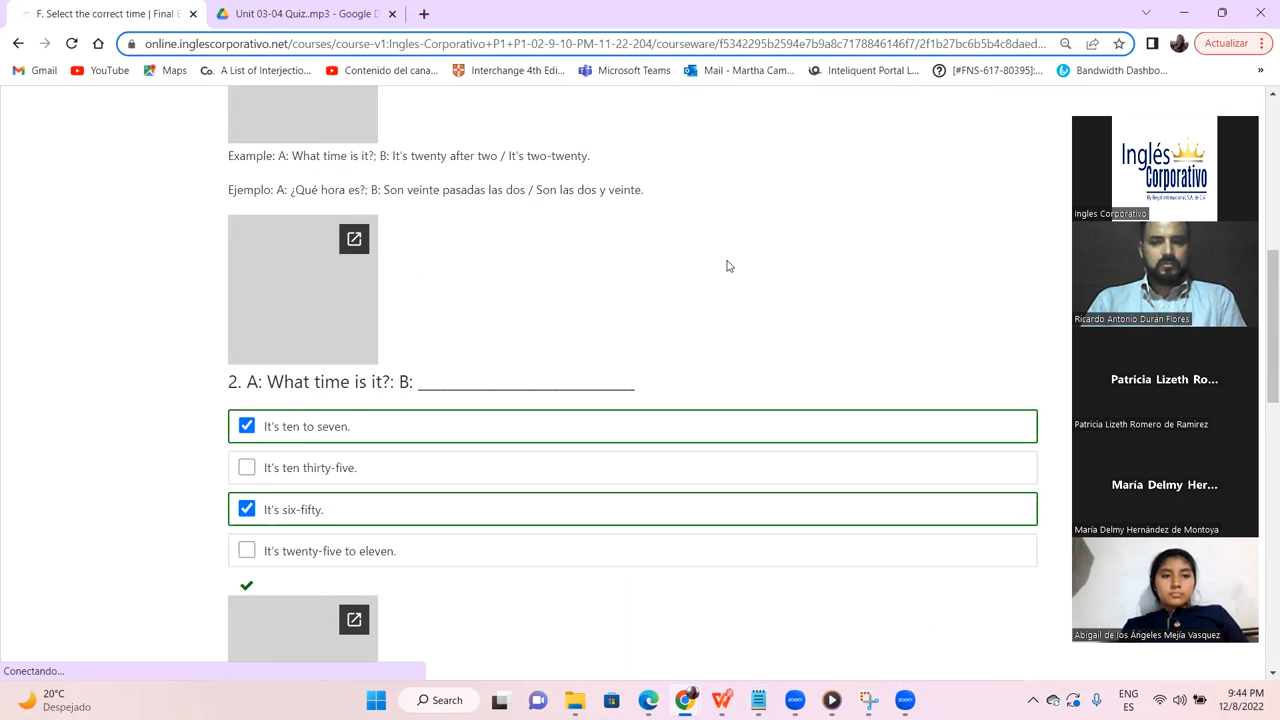 F. Select the correct time | Final E
Unit 03-04 Quiz..mp3 - Google D
online.inglescorporativo.net/courses/course-v1:Ingles-Corporativo+P1+P1-02-9-10-PM-11-22-204/courseware/f5342295b2594e7b9a8c7178846146f7/2f1b27bc6b5b4c8daed...
Actualizar
Gmail
YouTube
Maps
A List of Interjectio...
Contenido del cana...
Interchange 4th Edi...
Microsoft Teams
Mail - Martha Cam...
Inteliquent Portal L...
[#FNS-617-80395]:...
Bandwidth Dashbo...
»
Example: A: What time is it?; B: It's twenty after two / It's two-twenty.
Ejemplo: A: ¿Qué hora es?; B: Son veinte pasadas las dos / Son las dos y veinte.
2. A: What time is it?: B: ___________________________
It's ten to seven.
It's ten thirty-five.
It's six-fifty.
It's twenty-five to eleven.
Inglés
Corporativo
By Regal International, S.A. de C.V.
Ingles Corporativo
Ricardo Antonio Durán Flores
Patricia Lizeth Ro...
Patricia Lizeth Romero de Ramirez
María Delmy Her...
María Delmy Hernández de Montoya
Abigail de los Ángeles Mejía Vasquez
Conectando...
20°C
Despejado
Search
ENG
ES
9:44 PM
12/8/2022